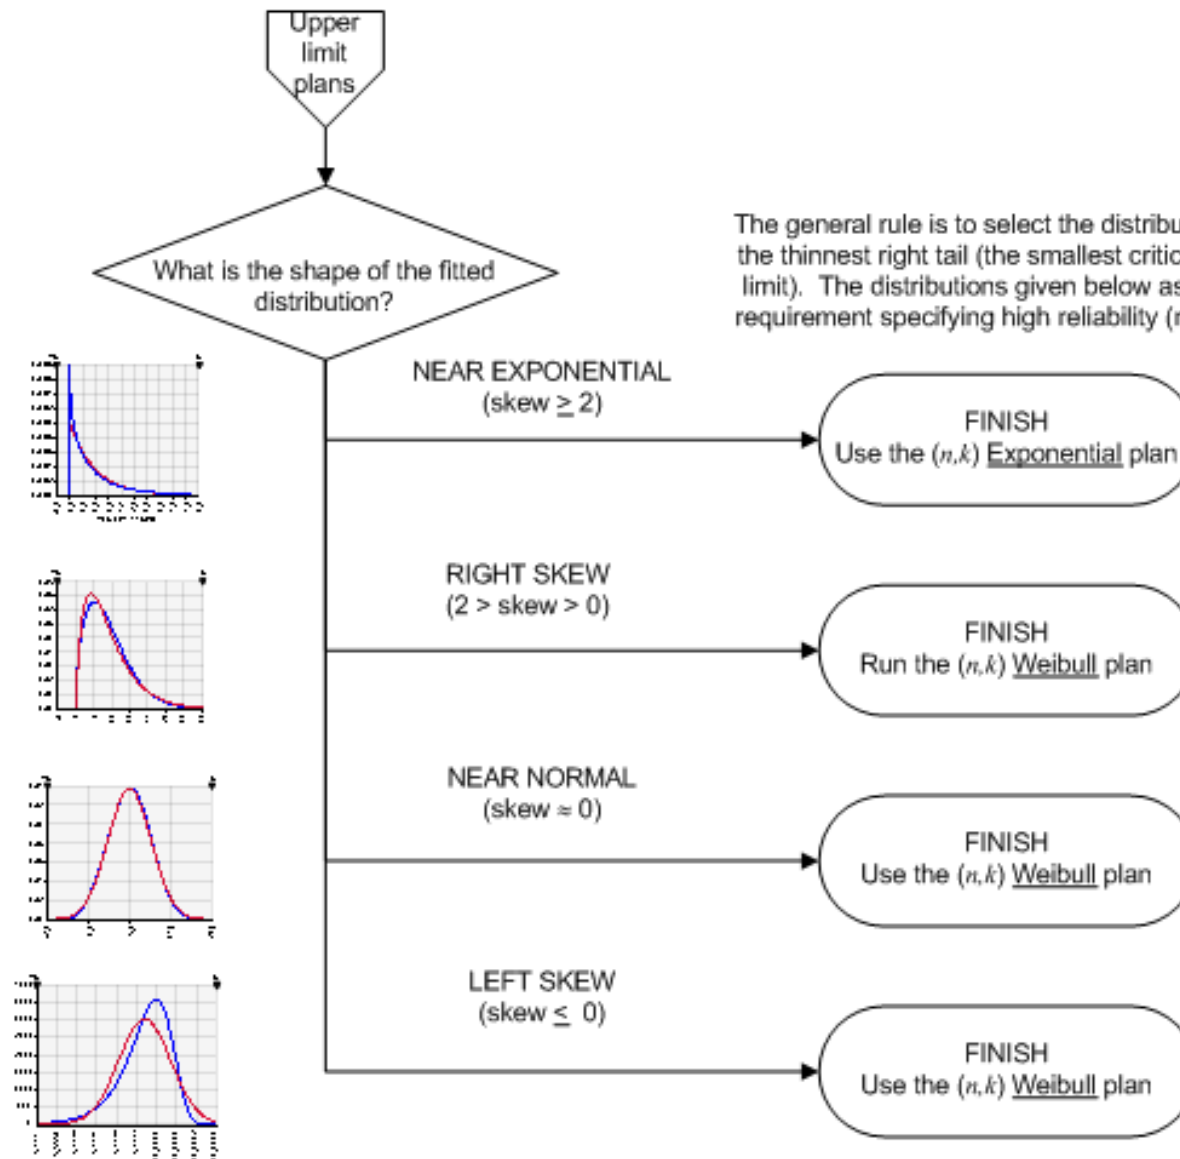 Upper
limit
plans
What is the shape of the fitted
distribution?
The general rule is to select the distribu
the thinnest right tail (the smallest critic
limit). The distributions given below as
requirement specifying high reliability (r
NEAR EXPONENTIAL
(skew ≥ 2)
FINISH
Use the (n,k) Exponential plan
RIGHT SKEW
(2 > skew > 0)
FINISH
Run the (n,k) Weibull plan
NEAR NORMAL
(skew ≈ 0)
FINISH
Use the (n,k) Weibull plan
LEFT SKEW
(skew ≤ 0)
FINISH
Use the (n,k) Weibull plan